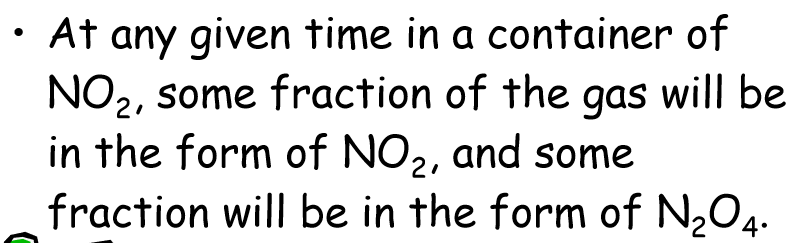 • At any given time in a container of
NO₂, some fraction of the gas will be
in the form of NO₂, and some
fraction will be in the form of N₂O₄.